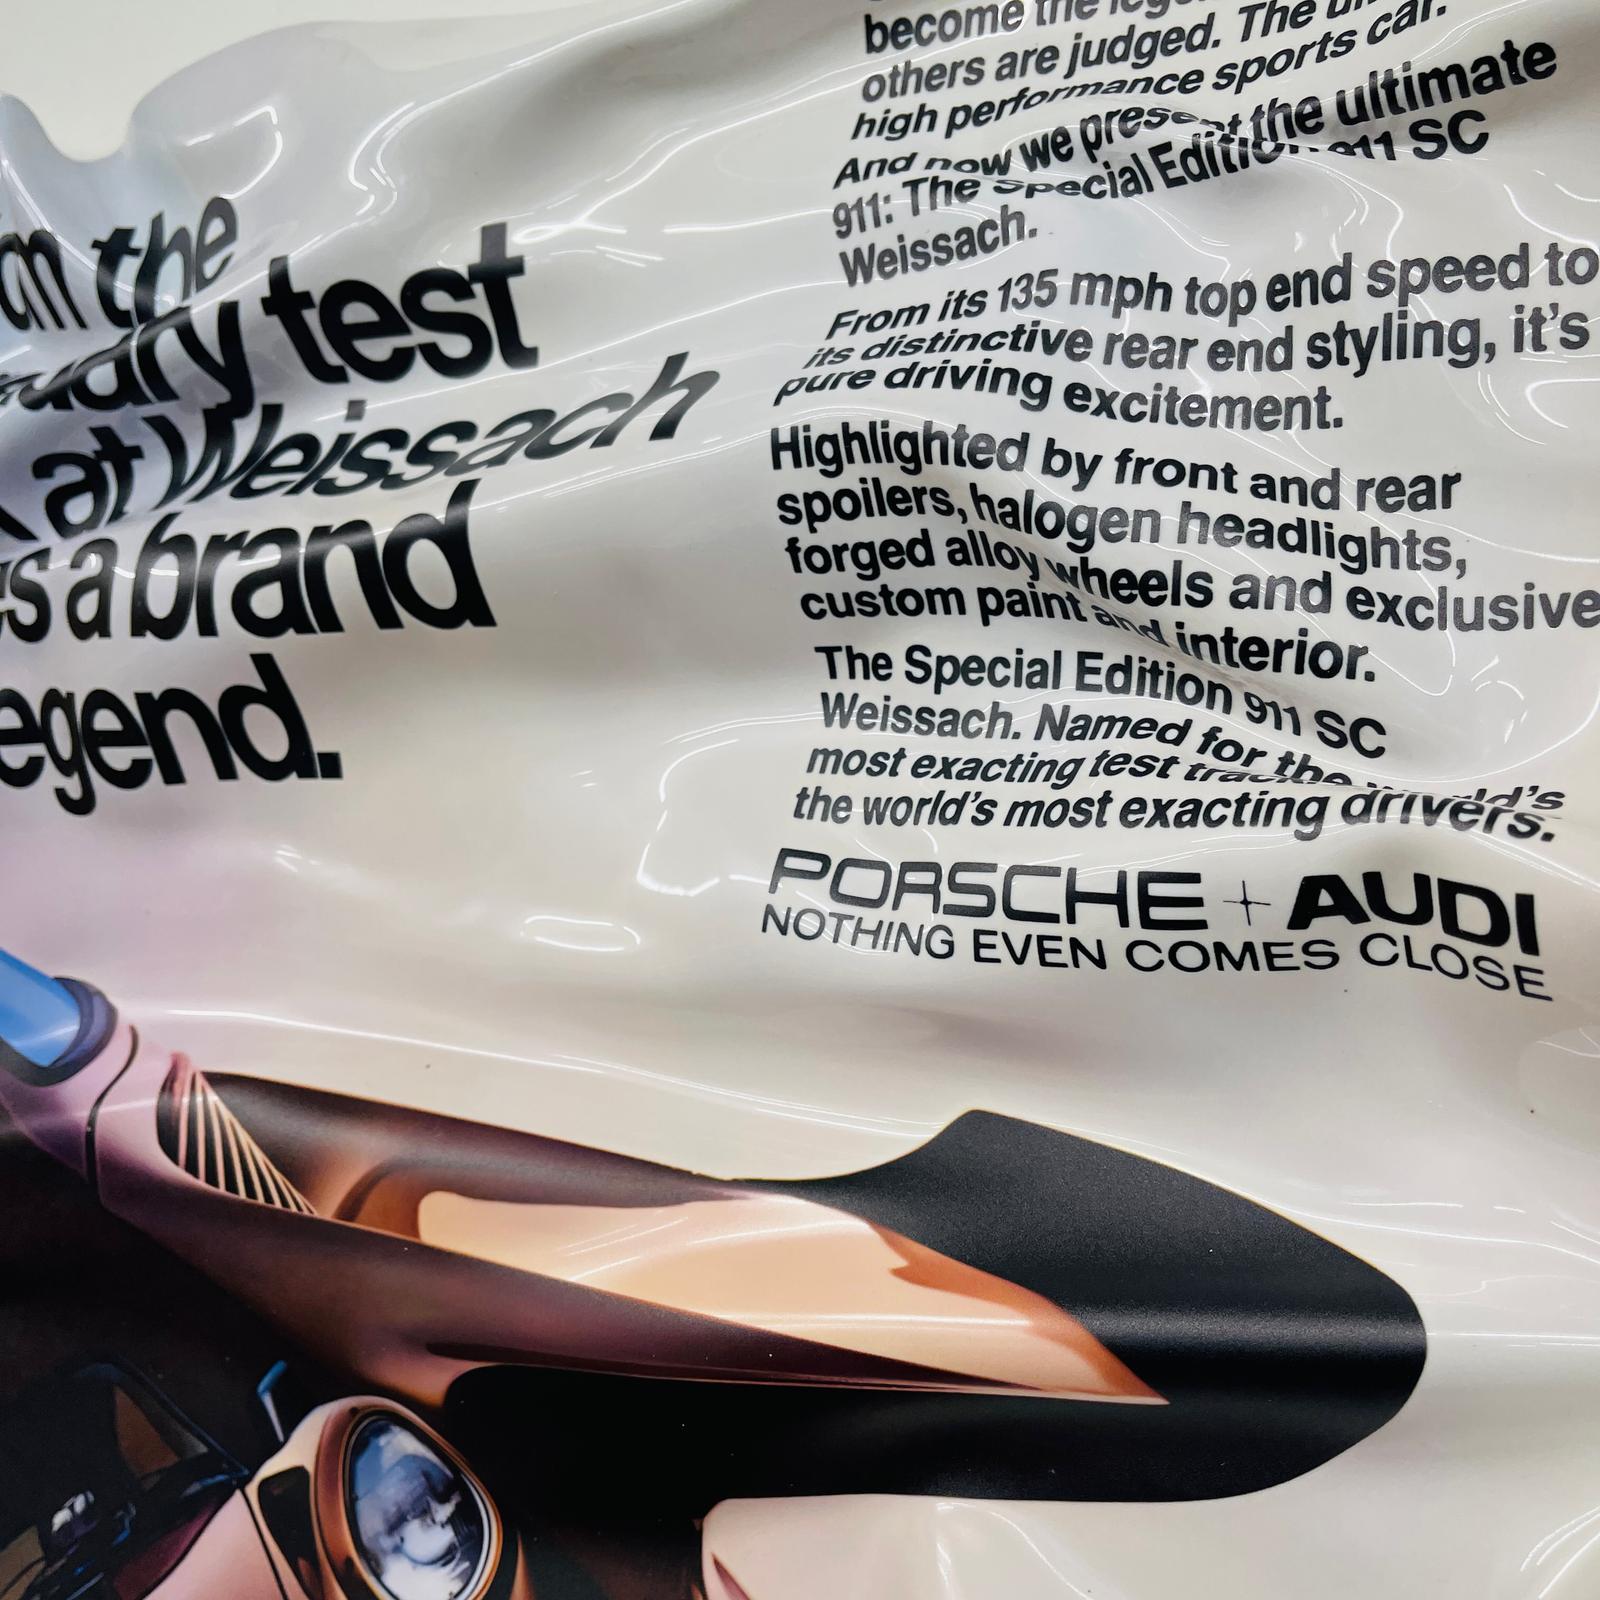 the
test
at Weissach
a brand
legend.
become the
others are judged. The
high performance sports car.
And now we present the ultimate
911: The Special Edition 911 SC
Weissach.
From its 135 mph top end speed to
its distinctive rear end styling, it's
pure driving excitement.
Highlighted by front and rear
spoilers, halogen headlights,
forged alloy wheels and exclusive
custom paint and interior.
The Special Edition 911 SC
Weissach. Named for the world's
most exacting test track
the world's most exacting drivers.
PORSCHE + AUDI
NOTHING EVEN COMES CLOSE